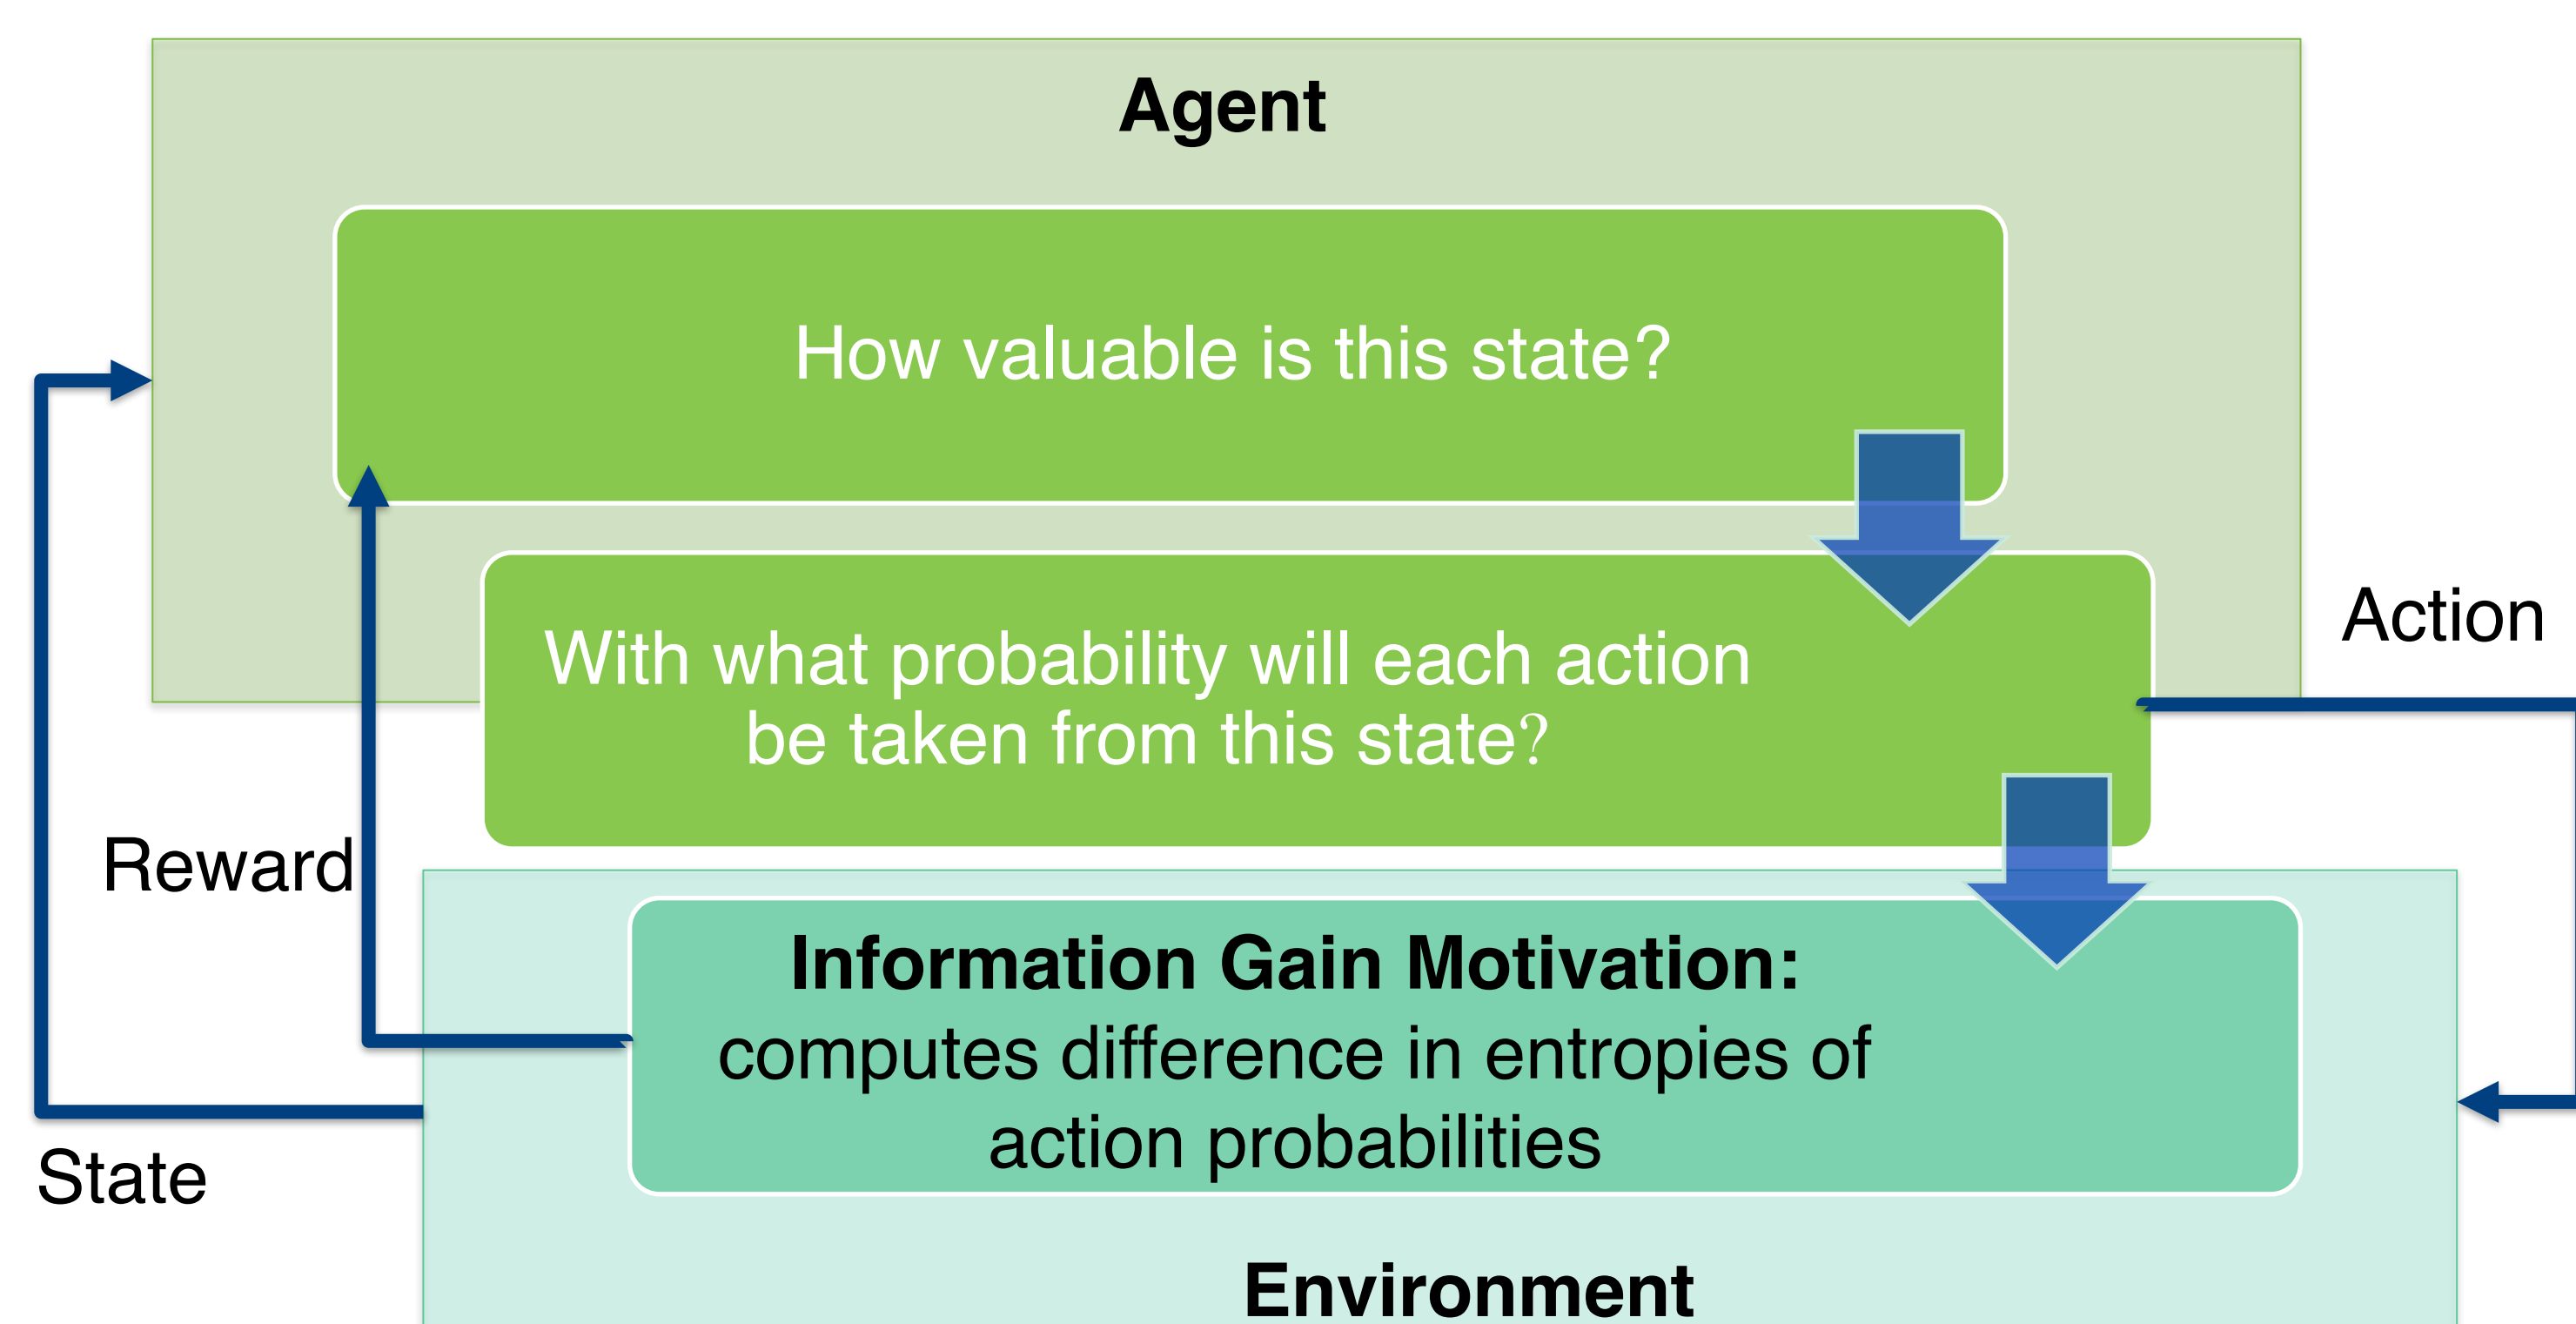 Agent
How valuable is this state?
With what probability will each action
be taken from this state?
Action
Reward
Information Gain Motivation:
computes difference in entropies of
action probabilities
State
Environment